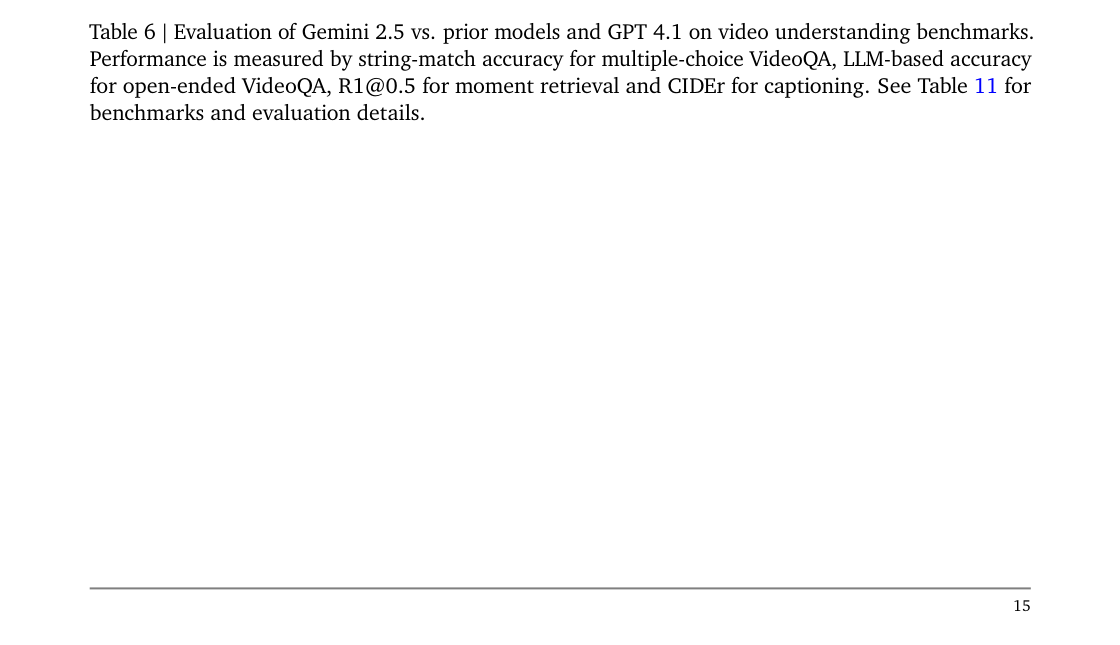 Table 6 | Evaluation of Gemini 2.5 vs. prior models and GPT 4.1 on video understanding benchmarks.
Performance is measured by string-match accuracy for multiple-choice VideoQA, LLM-based accuracy
for open-ended VideoQA, R1@0.5 for moment retrieval and CIDEr for captioning. See Table 11 for
benchmarks and evaluation details.
15